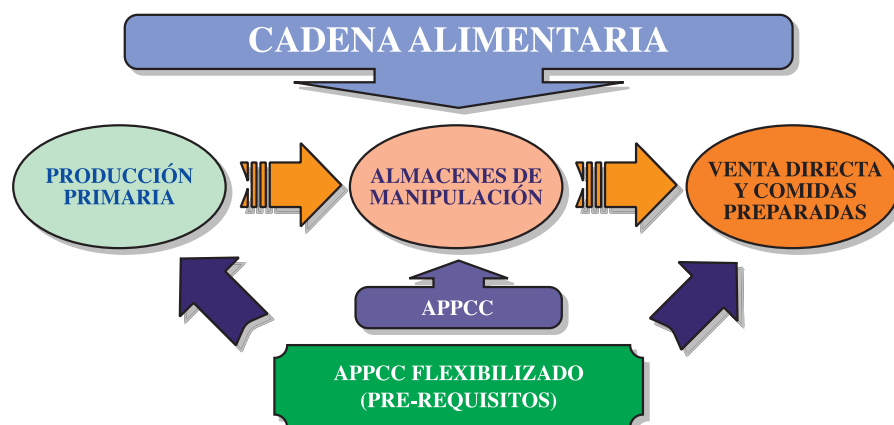 CADENA ALIMENTARIA
PRODUCCIÓN
PRIMARIA
ALMACENES DE
MANIPULACIÓN
VENTA DIRECTA
Y COMIDAS
PREPARADAS
APPCC
APPCC FLEXIBILIZADO
(PRE-REQUISITOS)